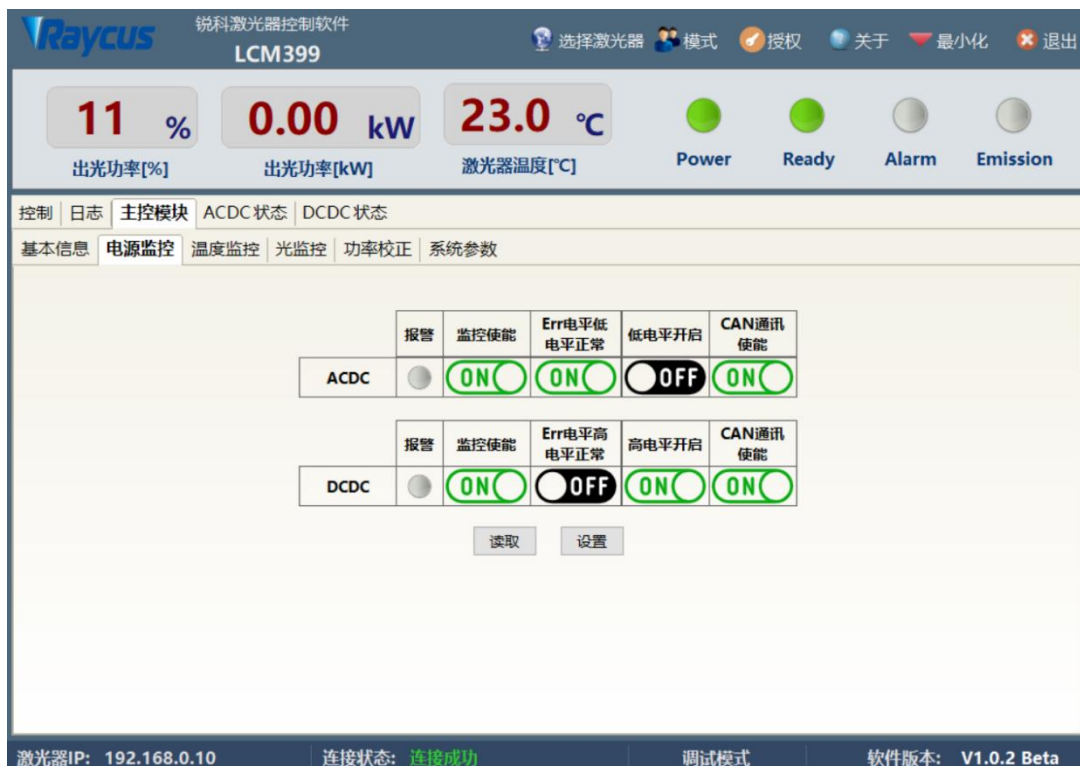 Raycus
锐科激光器控制软件
LCM399
选择激光器 模式 授权 关于 最小化 退出
11 % 0.00 kW 23.0 ℃
出光功率[%] 出光功率[kW] 激光器温度[℃] Power Ready Alarm Emission
控制 日志 主控模块 ACDC状态 DCDC状态
基本信息 电源监控 温度监控 光监控 功率校正 系统参数
报警 监控使能 Err电平低 低电平开启 CAN通讯
电平正常 使能
ACDC ON ON OFF ON
报警 监控使能 Err电平高 高电平开启 CAN通讯
电平正常 使能
DCDC ON OFF ON ON
读取 设置
激光器IP: 192.168.0.10 连接状态: 连接成功 调试模式 软件版本: V1.0.2 Beta